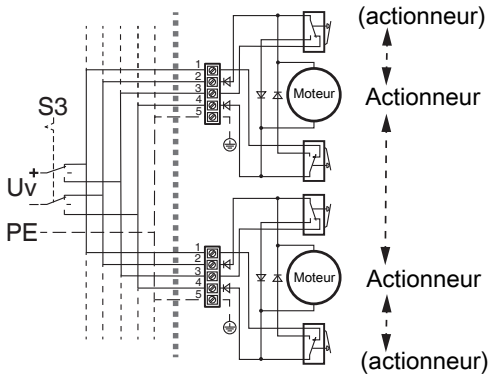 (actionneur)
1
2
3
4
5
Moteur
Actionneur
S3
+
-
Uv
-
PE
1
2
3
4
5
Moteur
Actionneur
(actionneur)